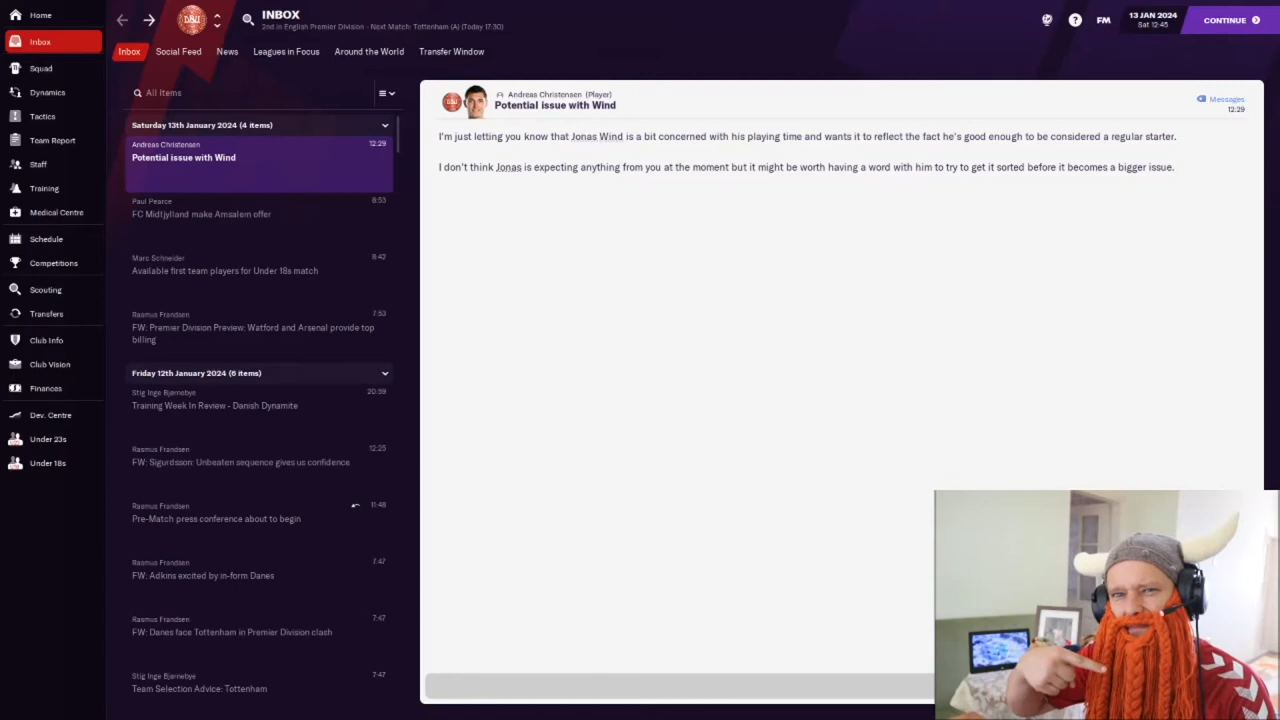 Home
Inbox
Squad
Dynamics
Tactics
Team Report
Staff
Training
Medical Centre
Schedule
Competitions
Scouting
Transfers
Club Info
Club Vision
Finances
Dev. Centre
Under 23s
Under 18s
DBU
INBOX
2nd in English Premier Division - Next Match: Tottenham (A) (Today 17:30)
FM
13 JAN 2024
Sat 12:45
CONTINUE
Inbox
Social Feed
News
Leagues in Focus
Around the World
Transfer Window
All Items
Saturday 13th January 2024 (4 items)
Andreas Christensen 12:29
Potential issue with Wind
Paul Pearce 8:53
FC Midtjylland make Amsalem offer
Marc Schneider 8:42
Available first team players for Under 18s match
Rasmus Frandsen 7:53
FW: Premier Division Preview: Watford and Arsenal provide top
billing
Friday 12th January 2024 (6 items)
Stig Inge Bjørnebye 20:59
Training Week In Review - Danish Dynamite
Rasmus Frandsen 12:25
FW: Sigurdsson: Unbeaten sequence gives us confidence
Rasmus Frandsen 11:48
Pre-Match press conference about to begin
Rasmus Frandsen 7:47
FW: Adkins excited by in-form Danes
Rasmus Frandsen 7:47
FW: Danes face Tottenham in Premier Division clash
Stig Inge Bjørnebye 7:47
Team Selection Advice: Tottenham
DBU
Andreas Christensen (Player)
Potential issue with Wind
Messages
12:29
I'm just letting you know that Jonas Wind is a bit concerned with his playing time and wants it to reflect the fact he's good enough to be considered a regular starter.
I don't think Jonas is expecting anything from you at the moment but it might be worth having a word with him to try to get it sorted before it becomes a bigger issue.